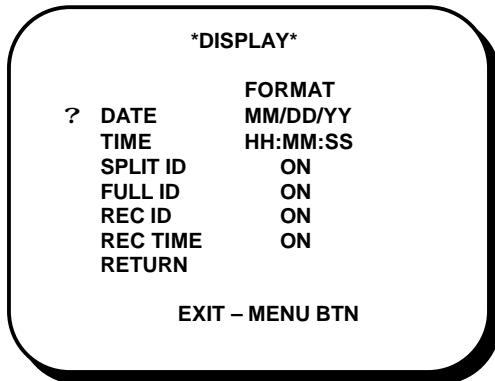 *DISPLAY*
FORMAT
? DATE MM/DD/YY
TIME HH:MM:SS
SPLIT ID ON
FULL ID ON
REC ID ON
REC TIME ON
RETURN
EXIT – MENU BTN